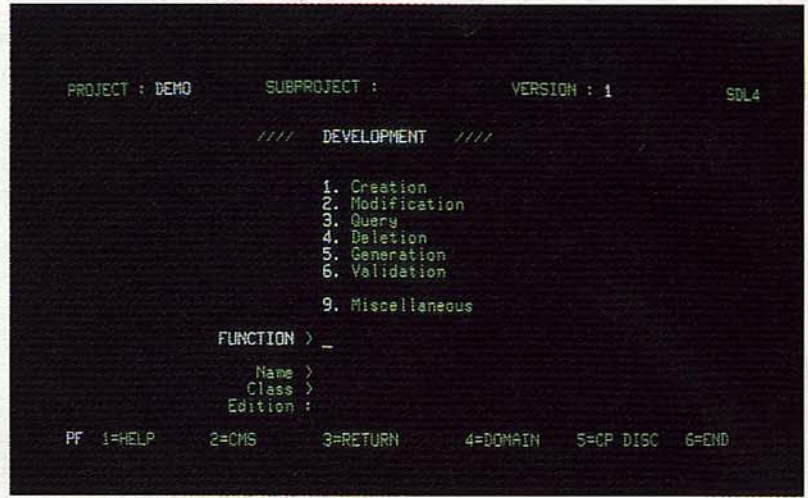 PROJECT : DEMO SUBPROJECT : VERSION : 1 SDL4
//// DEVELOPMENT ////
1. Creation
2. Modification
3. Query
4. Deletion
5. Generation
6. Validation
9. Miscellaneous
FUNCTION > _
Name >
Class >
Edition :
PF 1=HELP 2=CMS 3=RETURN 4=DOMAIN 5=CP DISC 6=END